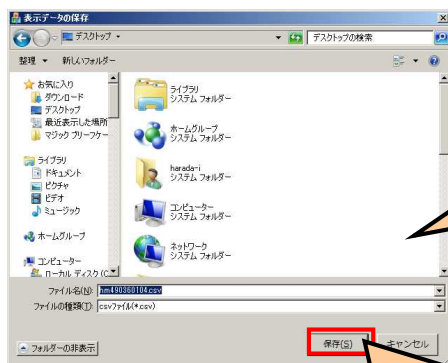 表示データの保存
デスクトップ
デスクトップの検索
整理
新しいフォルダー
お気に入り
ダウンロード
デスクトップ
最近表示した場所
マジック ブリーフケー
ライブラリ
ドキュメント
ピクチャ
ビデオ
ミュージック
ホームグループ
コンピューター
ローカル ディスク (C
ライブラリ
システム フォルダー
ホームグループ
システム フォルダー
harada-i
システム フォルダー
コンピューター
システム フォルダー
ネットワーク
システム フォルダー
ファイル名(N): hm490360104.csv
ファイルの種類(T): csvファイル(*.csv)
フォルダーの非表示
保存(S)
キャンセル